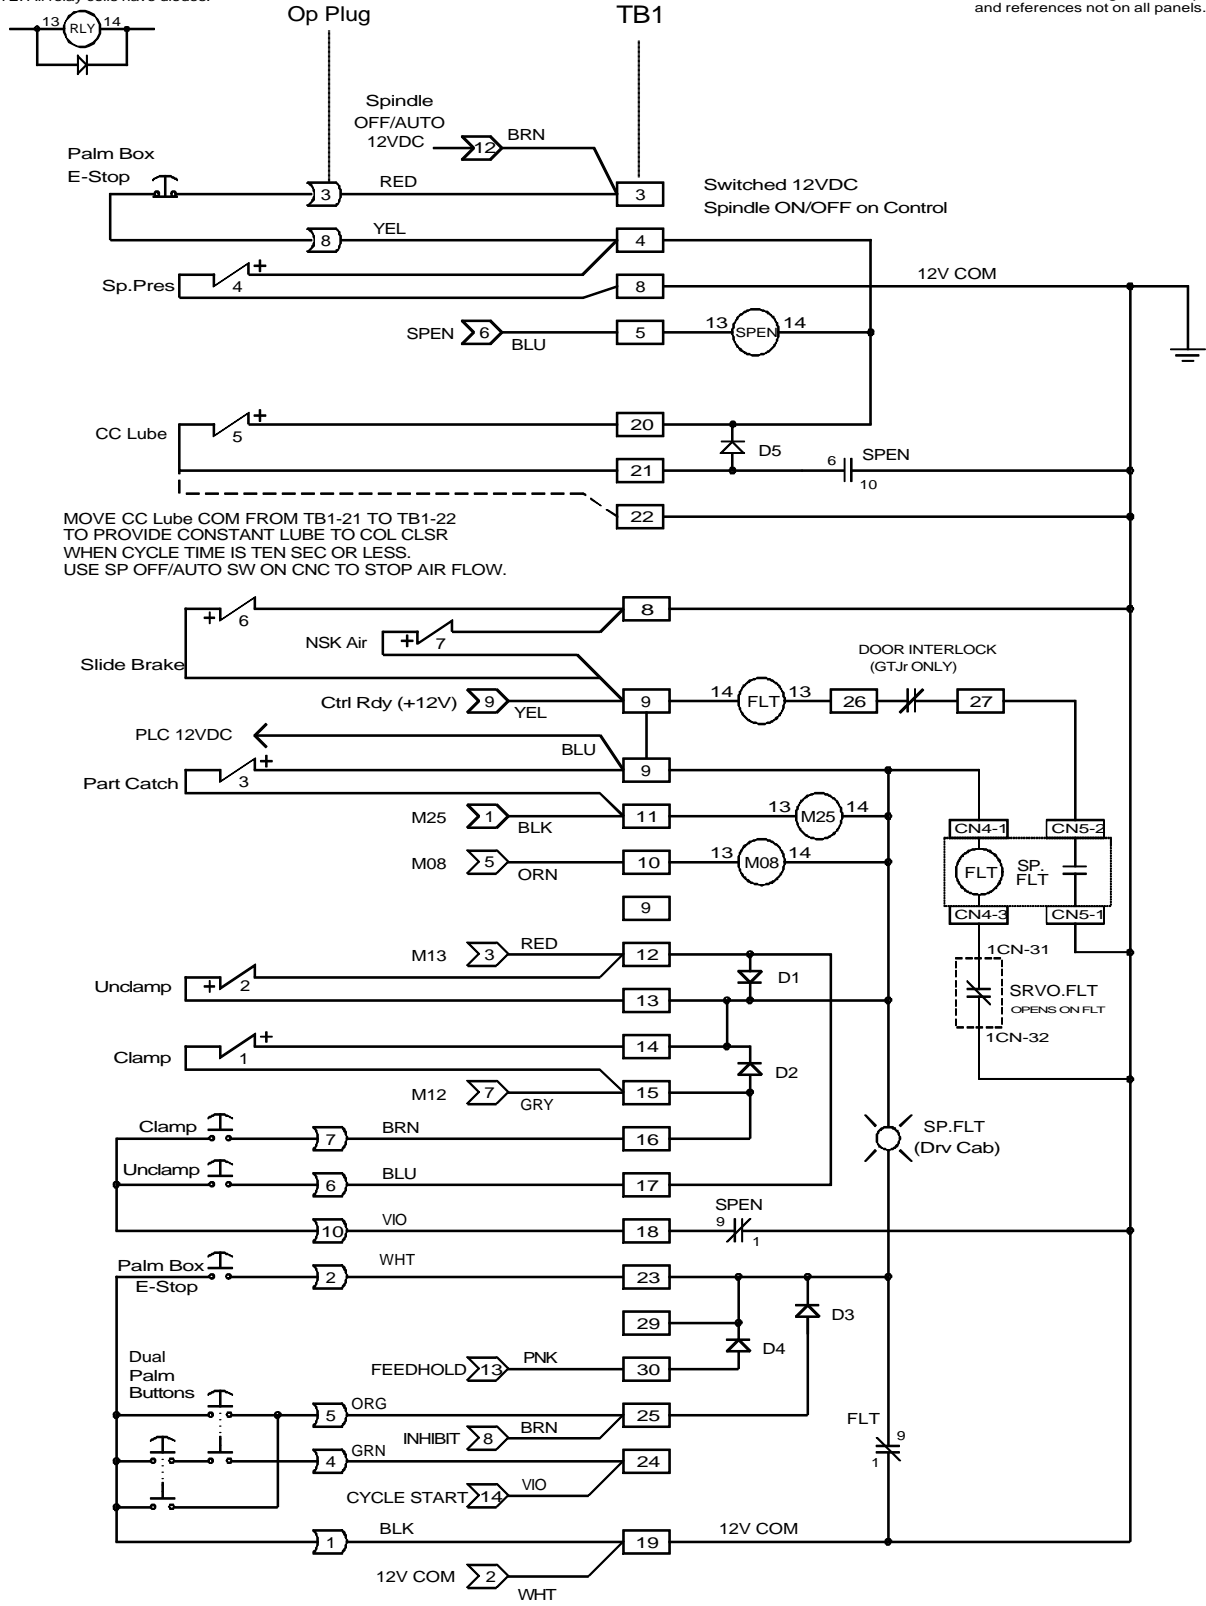 Op Plug
TB1
and references not on all panels.
13 RLY 14
Spindle
OFF/AUTO
12VDC
12
BRN
Palm Box
E-Stop
3
RED
3
Switched 12VDC
Spindle ON/OFF on Control
8
YEL
4
Sp.Pres
4
+
8
12V COM
SPEN
6
BLU
5
13 SPEN 14
CC Lube
5
+
20
D5
21
6
10
SPEN
22
MOVE CC Lube COM FROM TB1-21 TO TB1-22
TO PROVIDE CONSTANT LUBE TO COL CLSR
WHEN CYCLE TIME IS TEN SEC OR LESS.
USE SP OFF/AUTO SW ON CNC TO STOP AIR FLOW.
+
6
8
NSK Air
+
7
Slide Brake
DOOR INTERLOCK
(GTJr ONLY)
Ctrl Rdy (+12V)
9
YEL
9
14 FLT 13
26
27
PLC 12VDC
BLU
Part Catch
3
+
9
M25
1
BLK
11
13 M25 14
CN4-1
CN5-2
M08
5
ORN
10
13 M08 14
FLT
SP.
FLT
9
CN4-3
CN5-1
M13
3
RED
12
1CN-31
Unclamp
+
2
D1
13
SRVO.FLT
OPENS ON FLT
Clamp
1
+
14
1CN-32
D2
M12
7
GRY
15
Clamp
7
BRN
16
SP.FLT
(Drv Cab)
Unclamp
6
BLU
17
10
VIO
18
SPEN
9
1
Palm Box
E-Stop
2
WHT
23
29
D3
D4
Dual
Palm
Buttons
FEEDHOLD
13
PNK
30
5
ORG
25
INHIBIT
8
BRN
FLT
9
1
4
GRN
24
CYCLE START
14
VIO
1
BLK
19
12V COM
12V COM
2
WHT